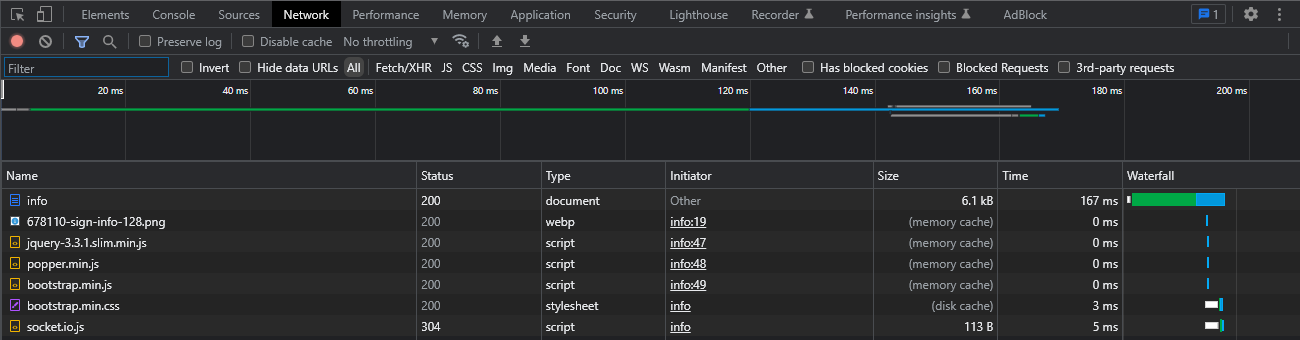 Elements Console Sources Network Performance Memory Application Security Lighthouse Recorder Performance insights AdBlock 1
Preserve log Disable cache No throttling
Filter Invert Hide data URLs All Fetch/XHR JS CSS Img Media Font Doc WS Wasm Manifest Other Has blocked cookies Blocked Requests 3rd-party requests
20 ms 40 ms 60 ms 80 ms 100 ms 120 ms 140 ms 160 ms 180 ms 200 ms
Name Status Type Initiator Size Time Waterfall
info 200 document Other 6.1 kB 167 ms
678110-sign-info-128.png 200 webp info:19 (memory cache) 0 ms
jquery-3.3.1.slim.min.js 200 script info:47 (memory cache) 0 ms
popper.min.js 200 script info:48 (memory cache) 0 ms
bootstrap.min.js 200 script info:49 (memory cache) 0 ms
bootstrap.min.css 200 stylesheet info (disk cache) 3 ms
socket.io.js 304 script info 113 B 5 ms